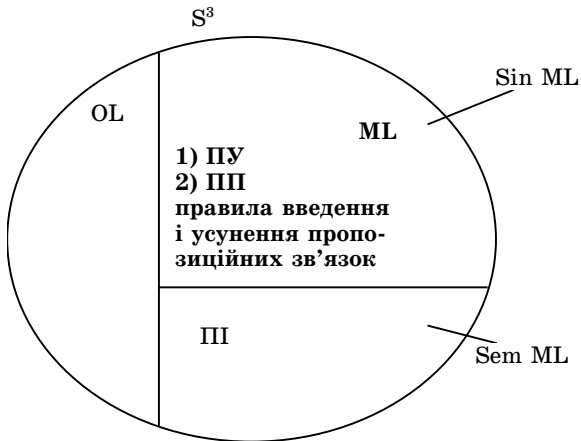 S³
Sin ML
OL
ML
1) ПУ
2) ПП
правила введення
і усунення пропо-
зиційних зв’язок
ПІ
Sem ML